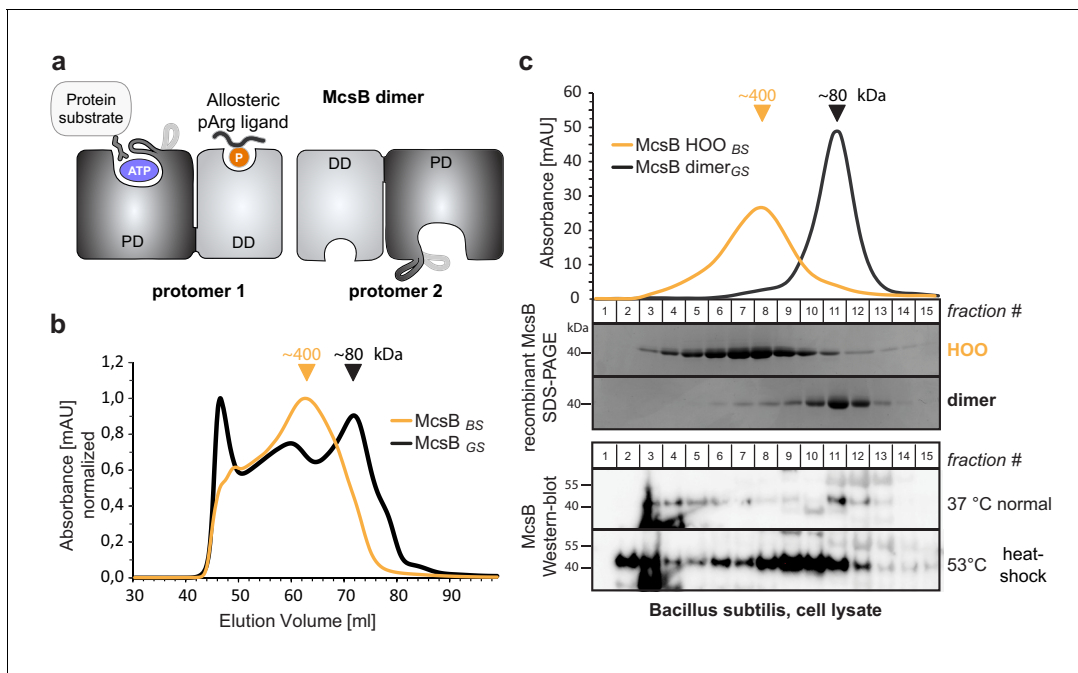 a
Protein
substrate
ATP
PD
Allosteric
pArg ligand
P
DD
protomer 1
McsB dimer
DD
PD
protomer 2
b
~400
~80 kDa
Absorbance [mAU]
normalized
1,2
1,0
0,8
0,6
0,4
0,2
0,0
McsB BS
McsB GS
30 40 50 60 70 80 90
Elution Volume [ml]
c
~400
~80 kDa
Absorbance [mAU]
60
50
40
30
20
10
0
McsB HOO BS
McsB dimerGS
1 2 3 4 5 6 7 8 9 10 11 12 13 14 15
fraction #
recombinant McsB
SDS-PAGE
kDa
40
HOO
40
dimer
1 2 3 4 5 6 7 8 9 10 11 12 13 14 15
fraction #
McsB
Western-blot
55
40
37 °C normal
55
40
53°C heat-
shock
Bacillus subtilis, cell lysate